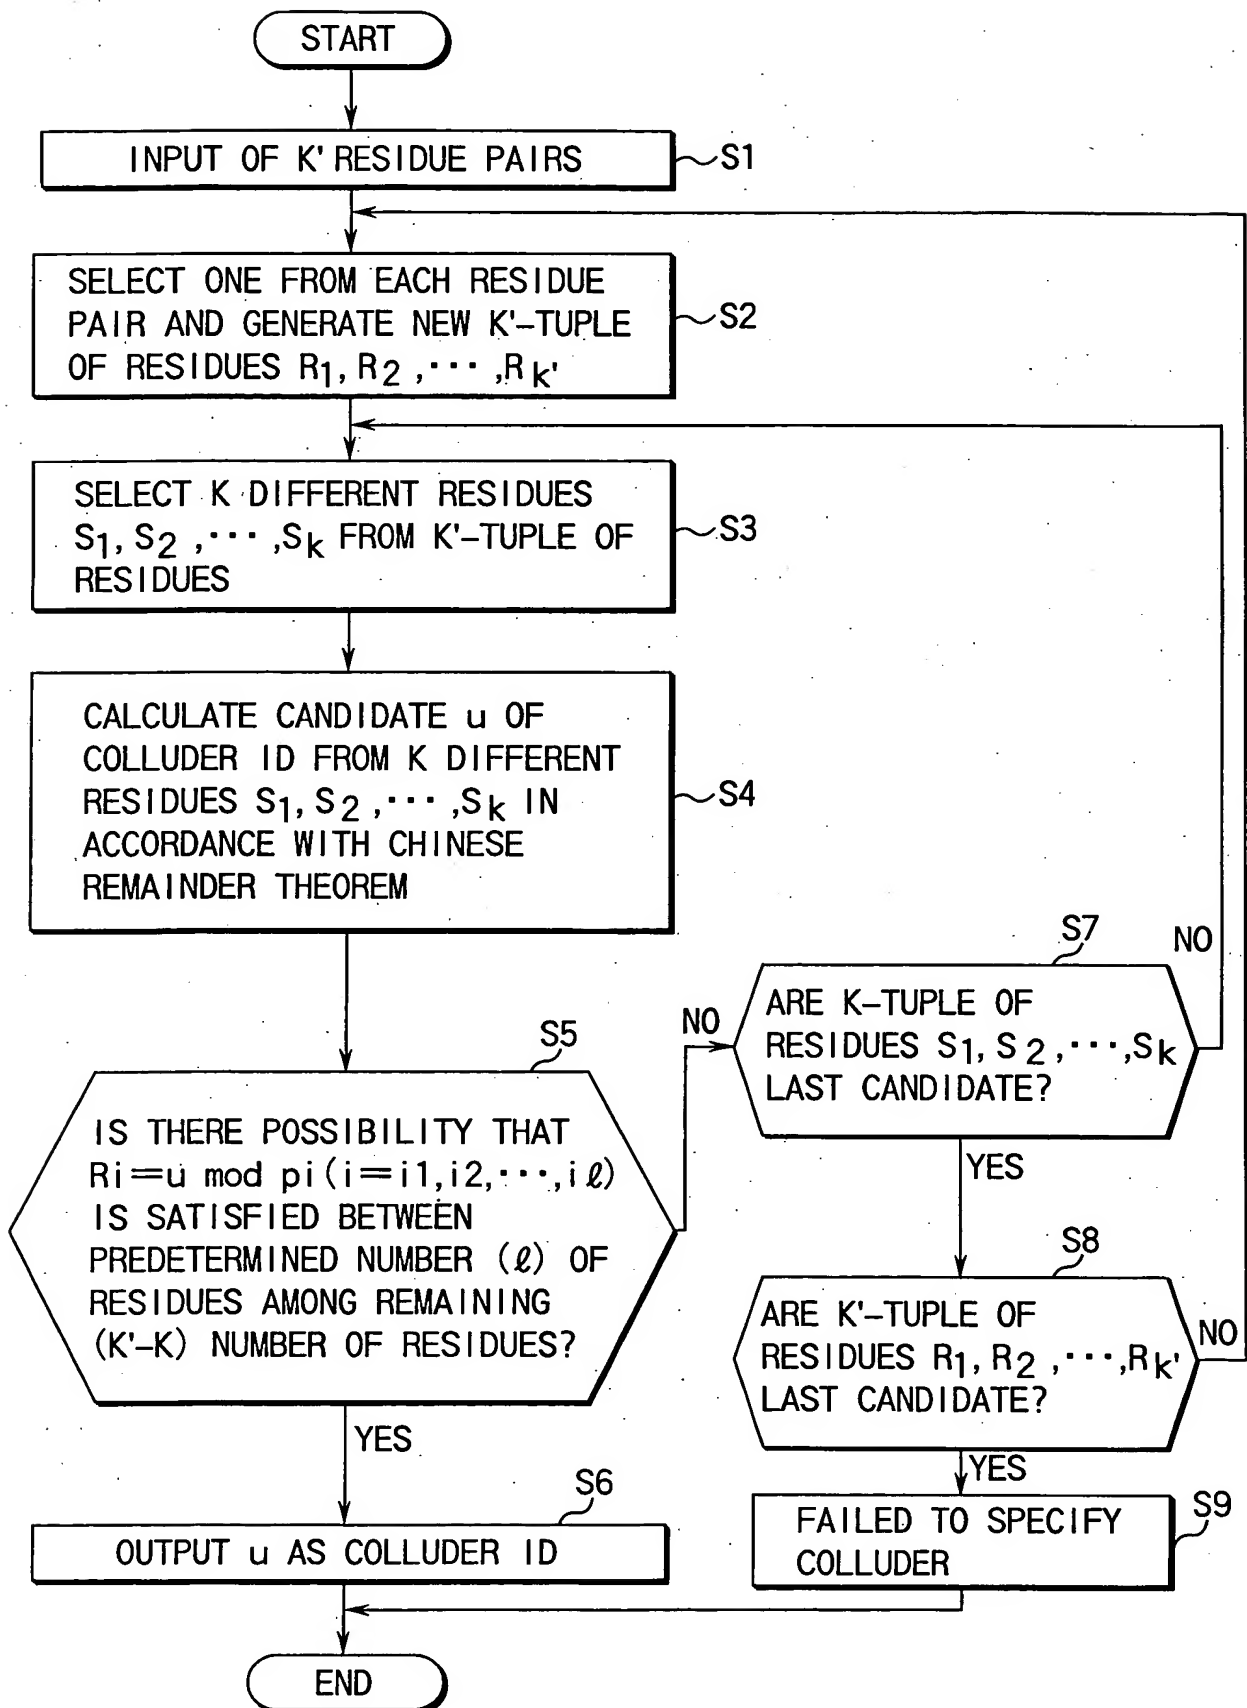 START
INPUT OF K' RESIDUE PAIRS
S1
SELECT ONE FROM EACH RESIDUE
PAIR AND GENERATE NEW K'-TUPLE
OF RESIDUES R1, R2 ,･･･,Rk'
S2
SELECT K DIFFERENT RESIDUES
S1, S2 ,･･･,Sk FROM K'-TUPLE OF
RESIDUES
S3
CALCULATE CANDIDATE u OF
COLLUDER ID FROM K DIFFERENT
RESIDUES S1, S2 ,･･･,Sk IN
ACCORDANCE WITH CHINESE
REMAINDER THEOREM
S4
S5
IS THERE POSSIBILITY THAT
Ri=u mod pi(i=i1,i2,･･･,iℓ)
IS SATISFIED BETWEEN
PREDETERMINED NUMBER (ℓ) OF
RESIDUES AMONG REMAINING
(K'-K) NUMBER OF RESIDUES?
NO
YES
S6
OUTPUT u AS COLLUDER ID
S7
ARE K-TUPLE OF
RESIDUES S1, S2 ,･･･,Sk
LAST CANDIDATE?
NO
YES
S8
ARE K'-TUPLE OF
RESIDUES R1, R2 ,･･･,Rk'
LAST CANDIDATE?
NO
YES
S9
FAILED TO SPECIFY
COLLUDER
END